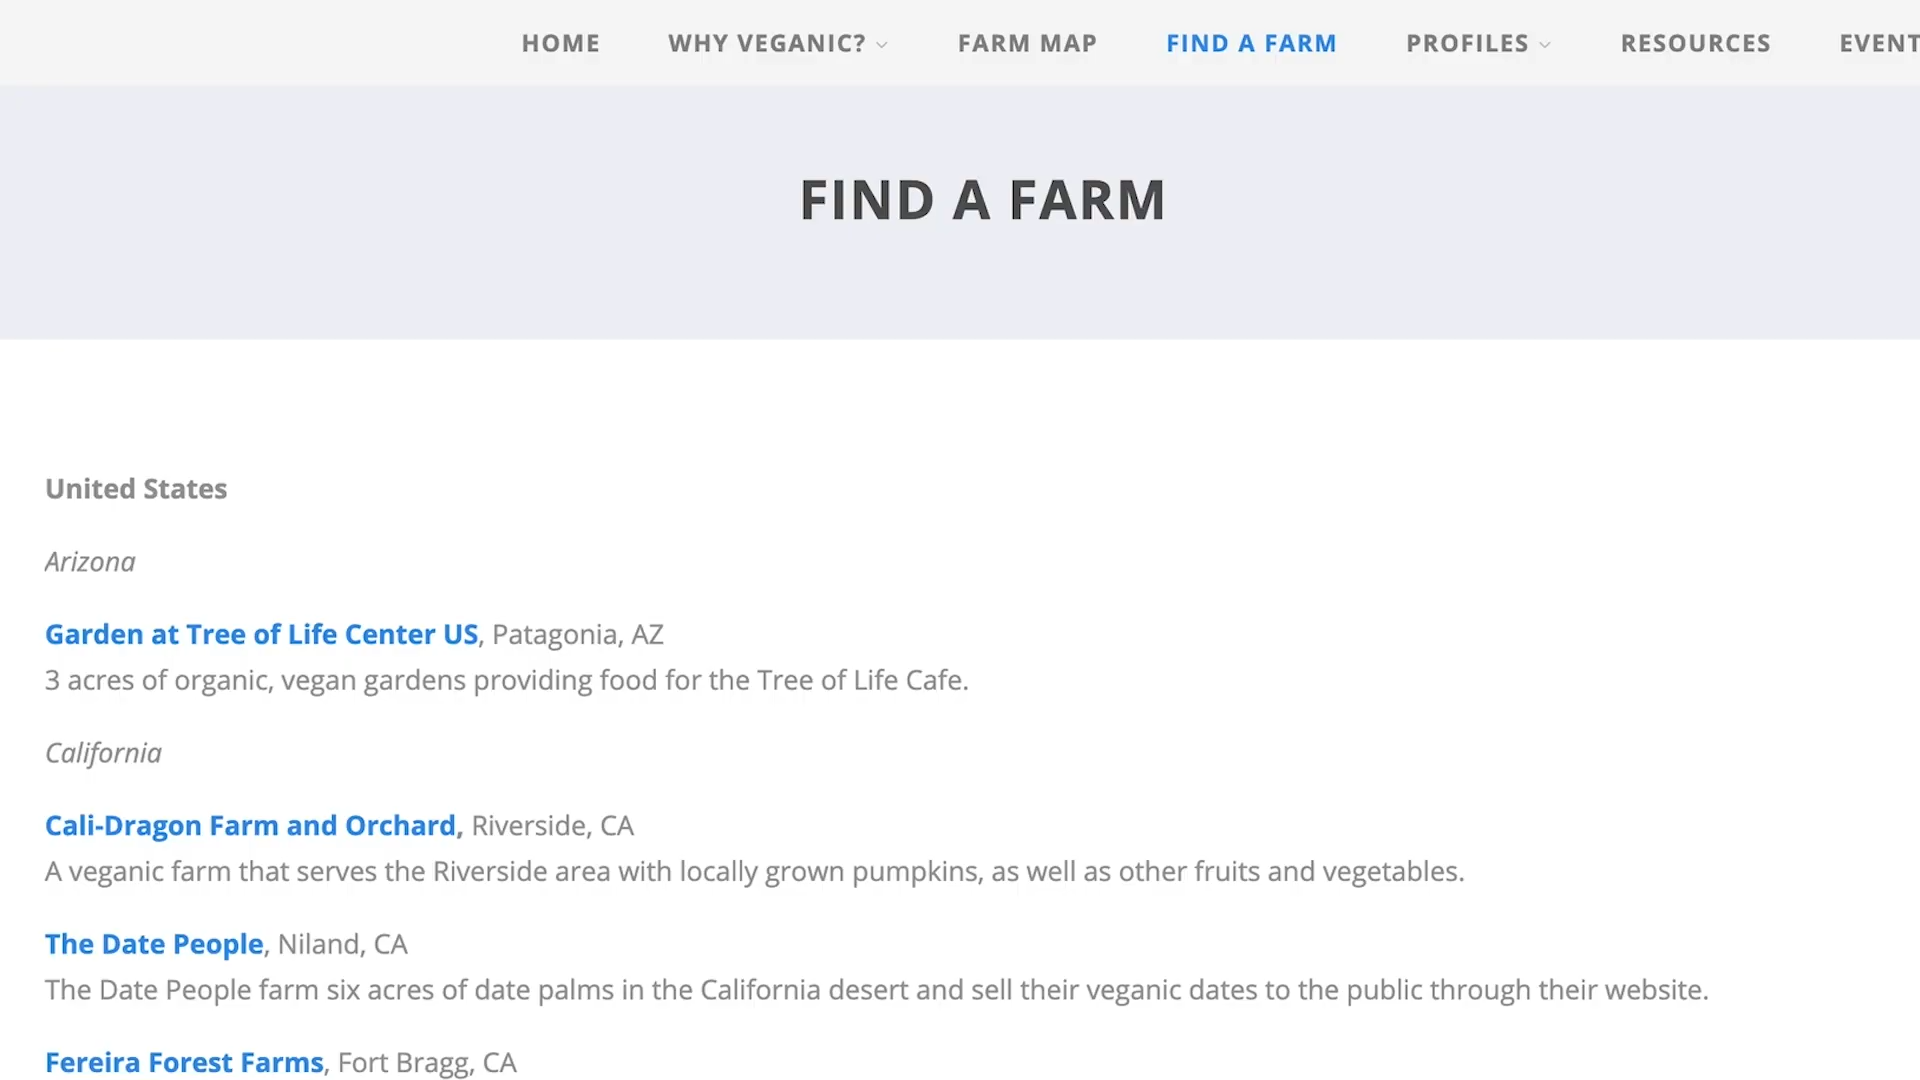 HOME WHY VEGANIC? FARM MAP FIND A FARM PROFILES RESOURCES EVENT
FIND A FARM
United States
Arizona
Garden at Tree of Life Center US, Patagonia, AZ
3 acres of organic, vegan gardens providing food for the Tree of Life Cafe.
California
Cali-Dragon Farm and Orchard, Riverside, CA
A veganic farm that serves the Riverside area with locally grown pumpkins, as well as other fruits and vegetables.
The Date People, Niland, CA
The Date People farm six acres of date palms in the California desert and sell their veganic dates to the public through their website.
Fereira Forest Farms, Fort Bragg, CA